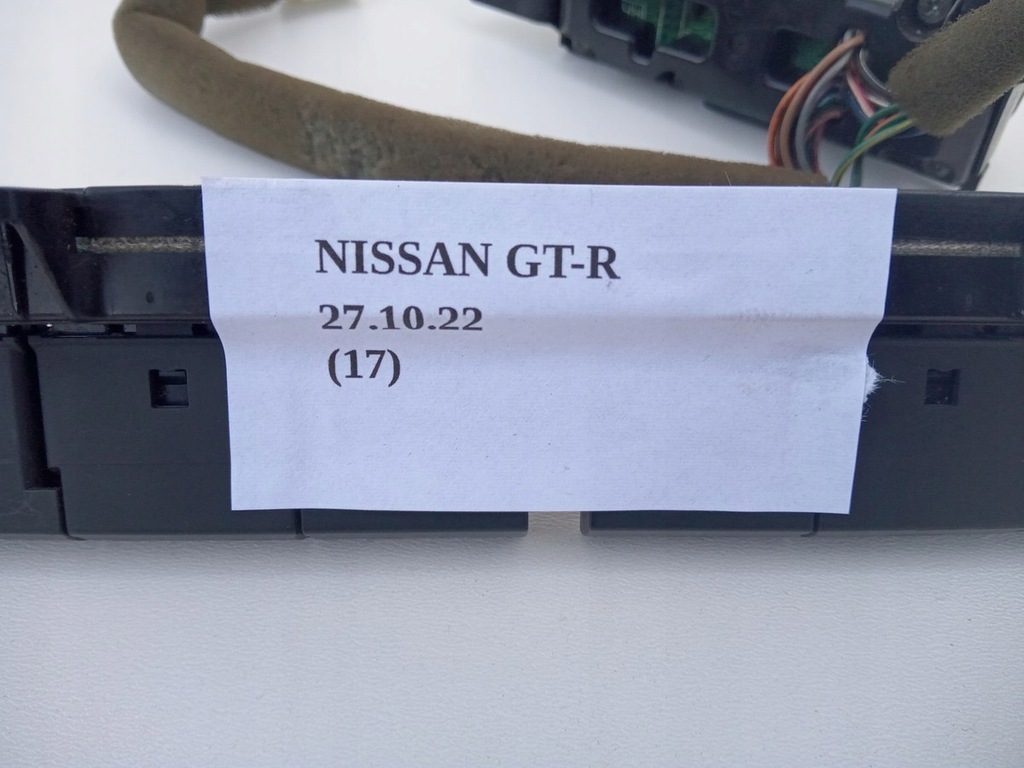 NISSAN GT-R
27.10.22
(17)